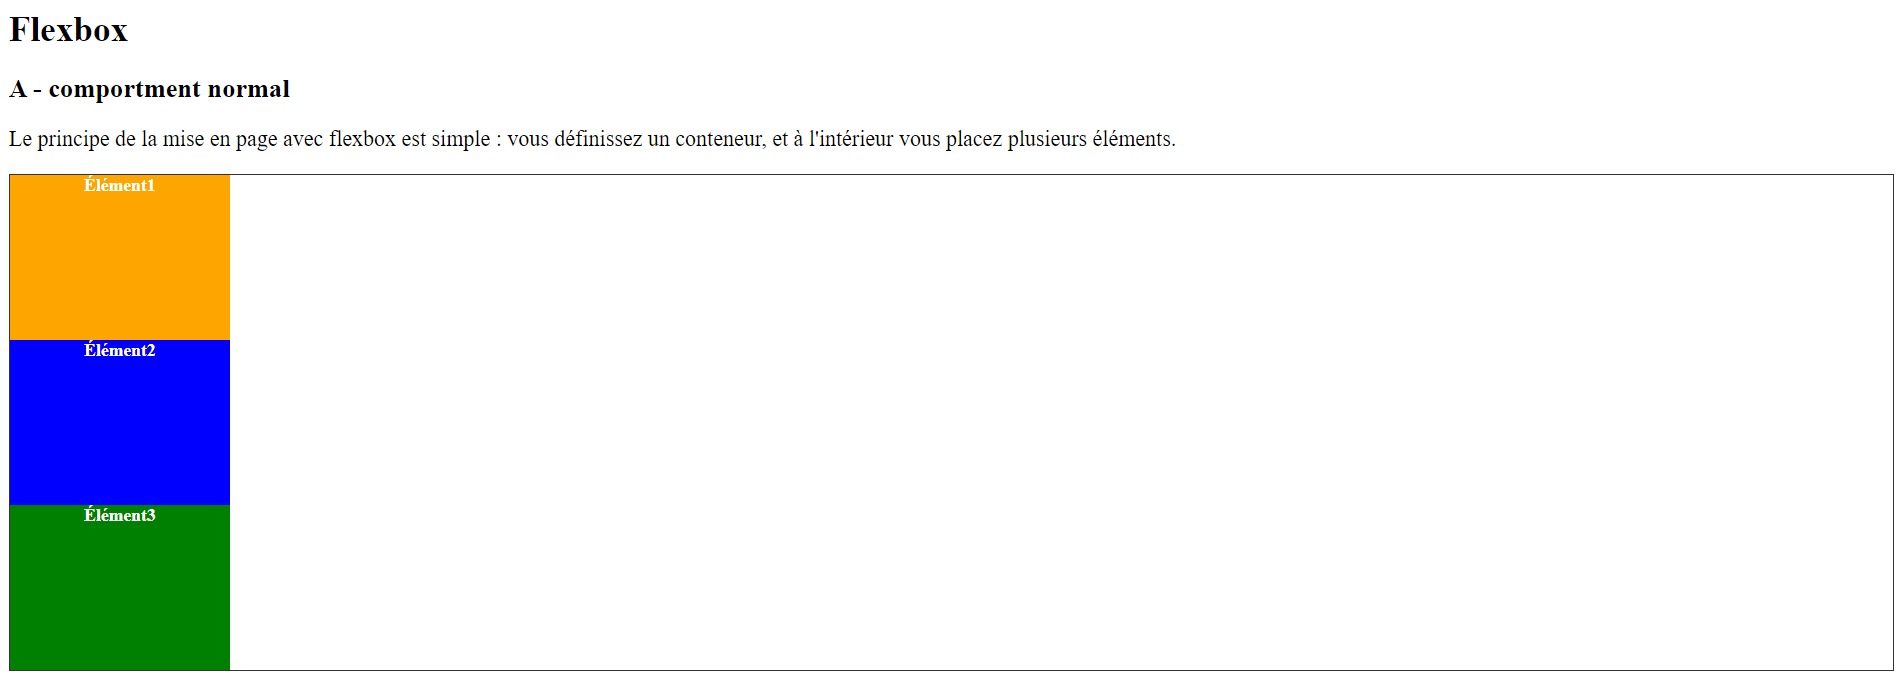 Flexbox
A - comportment normal
Le principe de la mise en page avec flexbox est simple : vous définissez un conteneur, et à l'intérieur vous placez plusieurs éléments.
Élément1
Élément2
Élément3